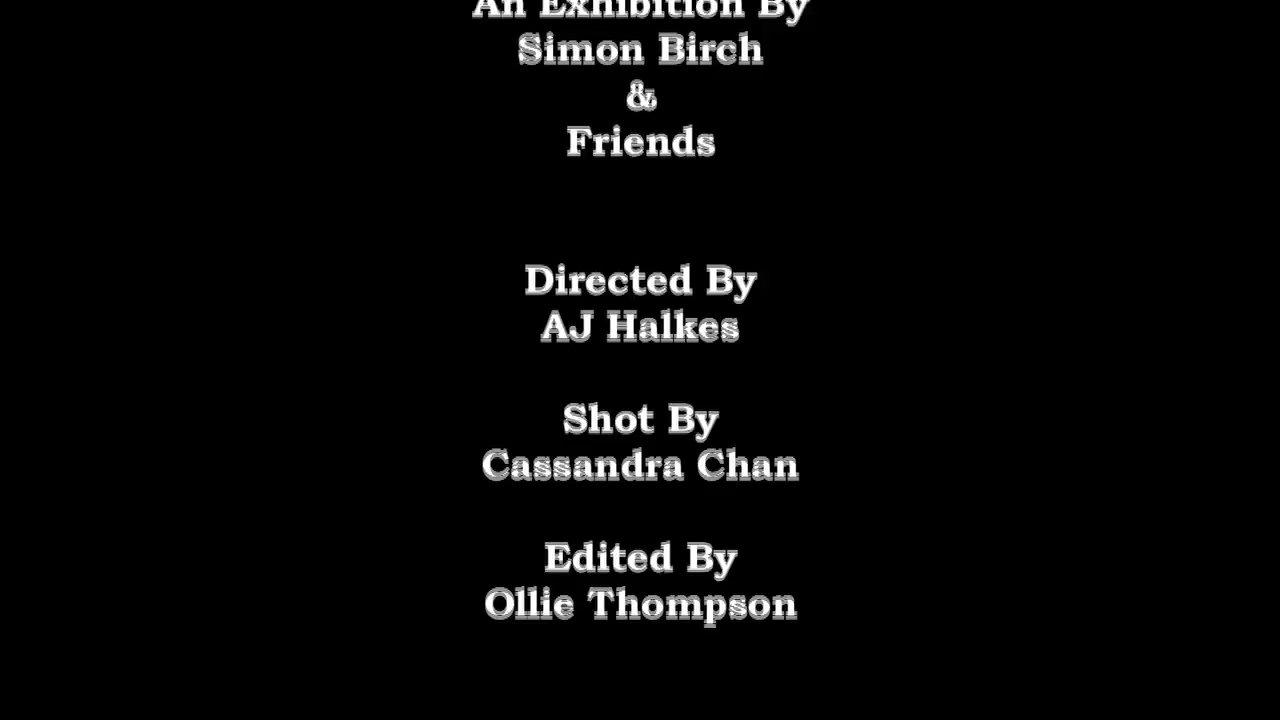 An Exhibition By
Simon Birch
&
Friends
Directed By
AJ Halkes
Shot By
Cassandra Chan
Edited By
Ollie Thompson